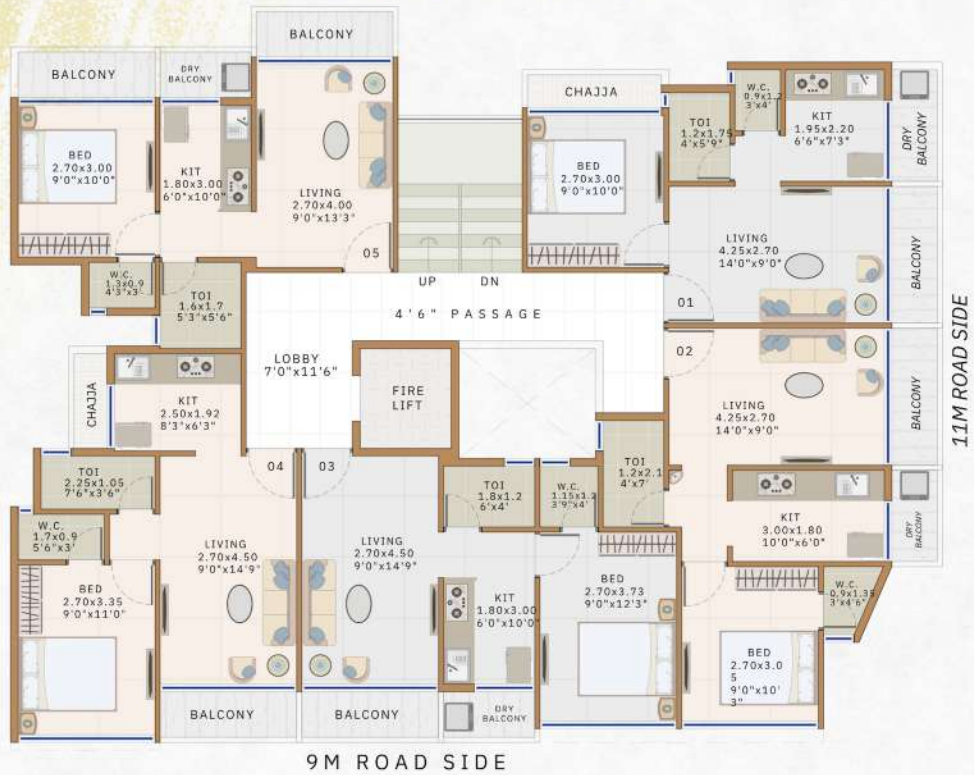 BALCONY
BALCONY
DRY
BALCONY
BED
2.70x3.00
9'0"x10'0"
KIT
1.80x3.00
6'0"x10'0"
LIVING
2.70x4.00
9'0"x13'3"
05
W.C.
1.3x0.9
4'3"x3'
TOI
1.6x1.7
5'3"x5'6"
UP
DN
4'6" PASSAGE
LOBBY
7'0"x11'6"
FIRE
LIFT
CHAJJA
BED
2.70x3.00
9'0"x10'0"
TOI
1.2x1.75
4'x5'9"
W.C.
0.9x1.2
3'x4'
KIT
1.95x2.20
6'6"x7'3"
DRY
BALCONY
LIVING
4.25x2.70
14'0"x9'0"
BALCONY
01
02
LIVING
4.25x2.70
14'0"x9'0"
BALCONY
11M ROAD SIDE
KIT
3.00x1.80
10'0"x6'0"
DRY
BALCONY
TOI
1.2x2.1
4'x7'
W.C.
0.9x1.35
3'x4'6"
BED
2.70x3.0
5
9'0"x10'
3"
CHAJJA
KIT
2.50x1.92
8'3"x6'3"
TOI
2.25x1.05
7'6"x3'6"
W.C.
1.7x0.9
5'6"x3'
04
03
LIVING
2.70x4.50
9'0"x14'9"
BED
2.70x3.35
9'0"x11'0"
LIVING
2.70x4.50
9'0"x14'9"
TOI
1.8x1.2
6'x4'
W.C.
1.15x1.2
3'9"x4'
KIT
1.80x3.00
6'0"x10'0"
BED
2.70x3.73
9'0"x12'3"
BALCONY
BALCONY
DRY
BALCONY
9M ROAD SIDE